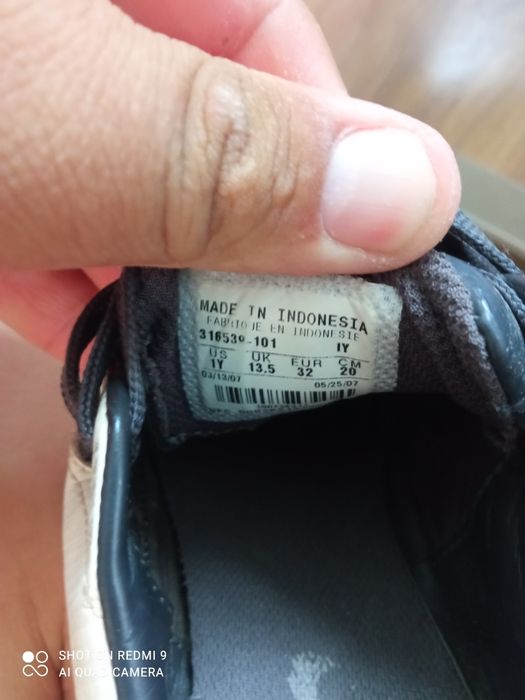 MADE IN INDONESIA
FABRIQUE EN INDONESIE
316539-101 1Y
US UK EUR CM
1Y 13.5 32 20
03/13/07 05/25/07
SHOT ON REDMI 9
AI QUAD CAMERA